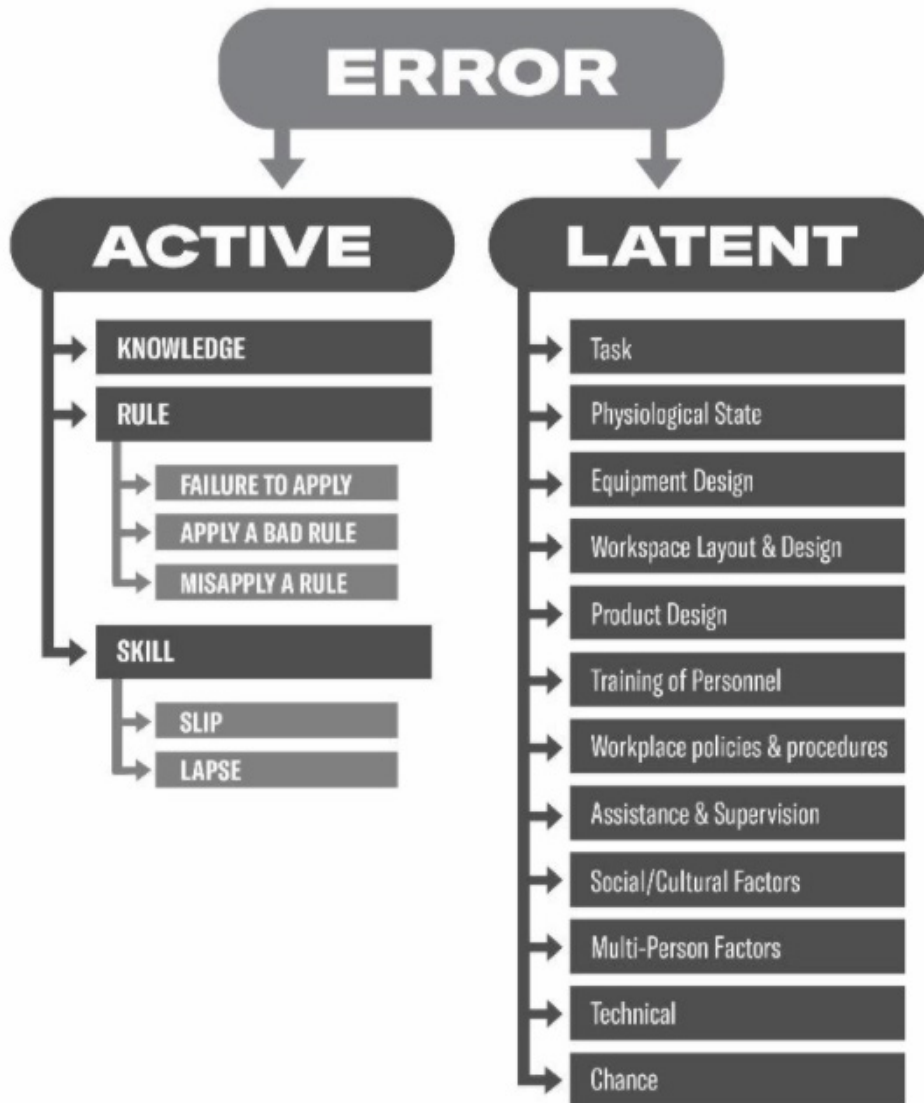 ERROR
ACTIVE
KNOWLEDGE
RULE
FAILURE TO APPLY
APPLY A BAD RULE
MISAPPLY A RULE
SKILL
SLIP
LAPSE
LATENT
Task
Physiological State
Equipment Design
Workspace Layout & Design
Product Design
Training of Personnel
Workplace policies & procedures
Assistance & Supervision
Social/Cultural Factors
Multi-Person Factors
Technical
Chance